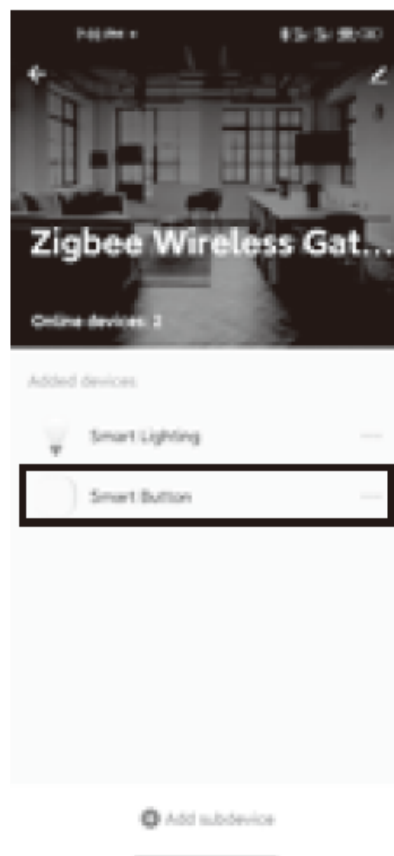 Zigbee Wireless Gat...
Online devices: 2
Added devices
Smart Lighting
Smart Button
Add subdevice